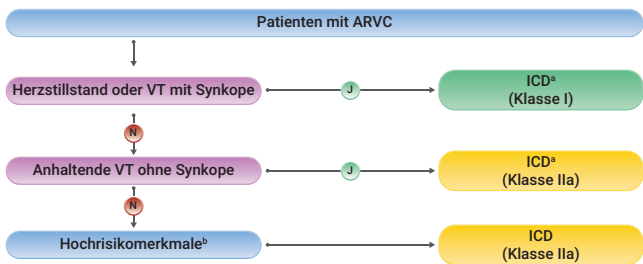 Patienten mit ARVC
Herzstillstand oder VT mit Synkope
J
ICDᵃ
(Klasse I)
N
Anhaltende VT ohne Synkope
J
ICDᵃ
(Klasse IIa)
N
Hochrisikomerkmaleᵇ
ICD
(Klasse IIa)